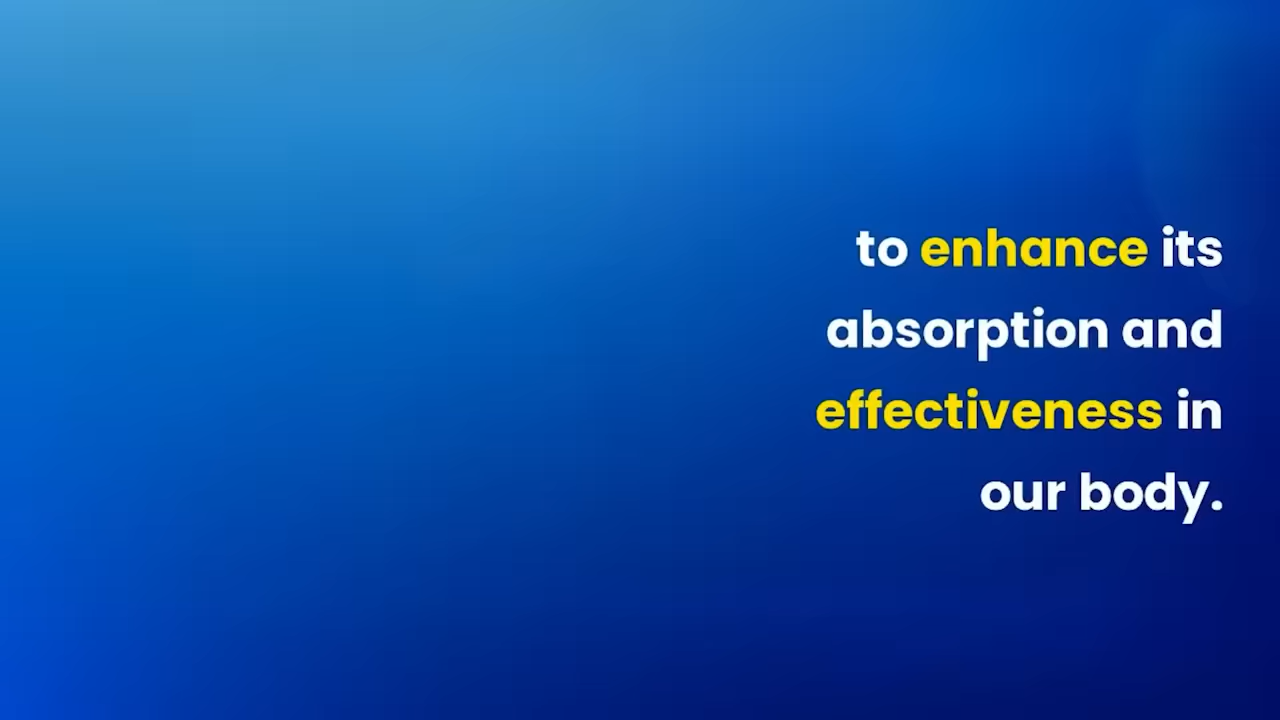 to enhance its
absorption and
effectiveness in
our body.